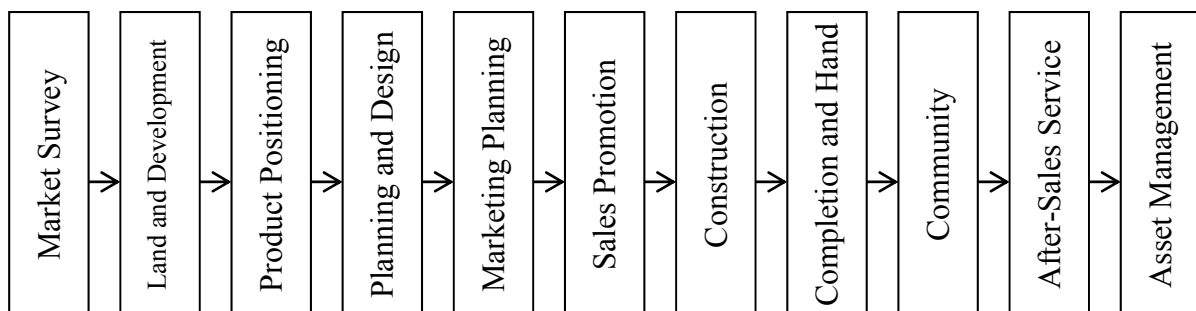 Market Survey
Land and Development
Product Positioning
Planning and Design
Marketing Planning
Sales Promotion
Construction
Completion and Hand
Community
After-Sales Service
Asset Management